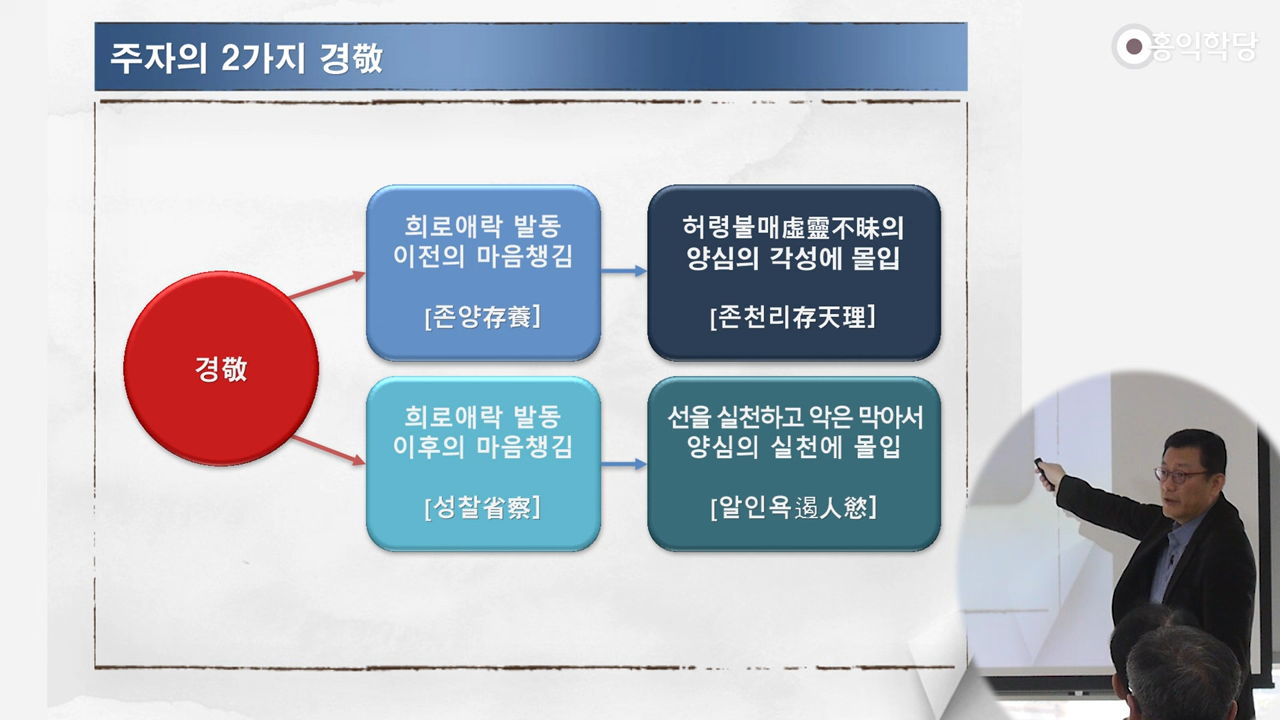 주자의 2가지 경敬
홍익학당
경敬
희로애락 발동
이전의 마음챙김
[존양存養]
허령불매虛靈不昧의
양심의 각성에 몰입
[존천리存天理]
희로애락 발동
이후의 마음챙김
[성찰省察]
선을 실천하고 악은 막아서
양심의 실천에 몰입
[알인욕遏人慾]